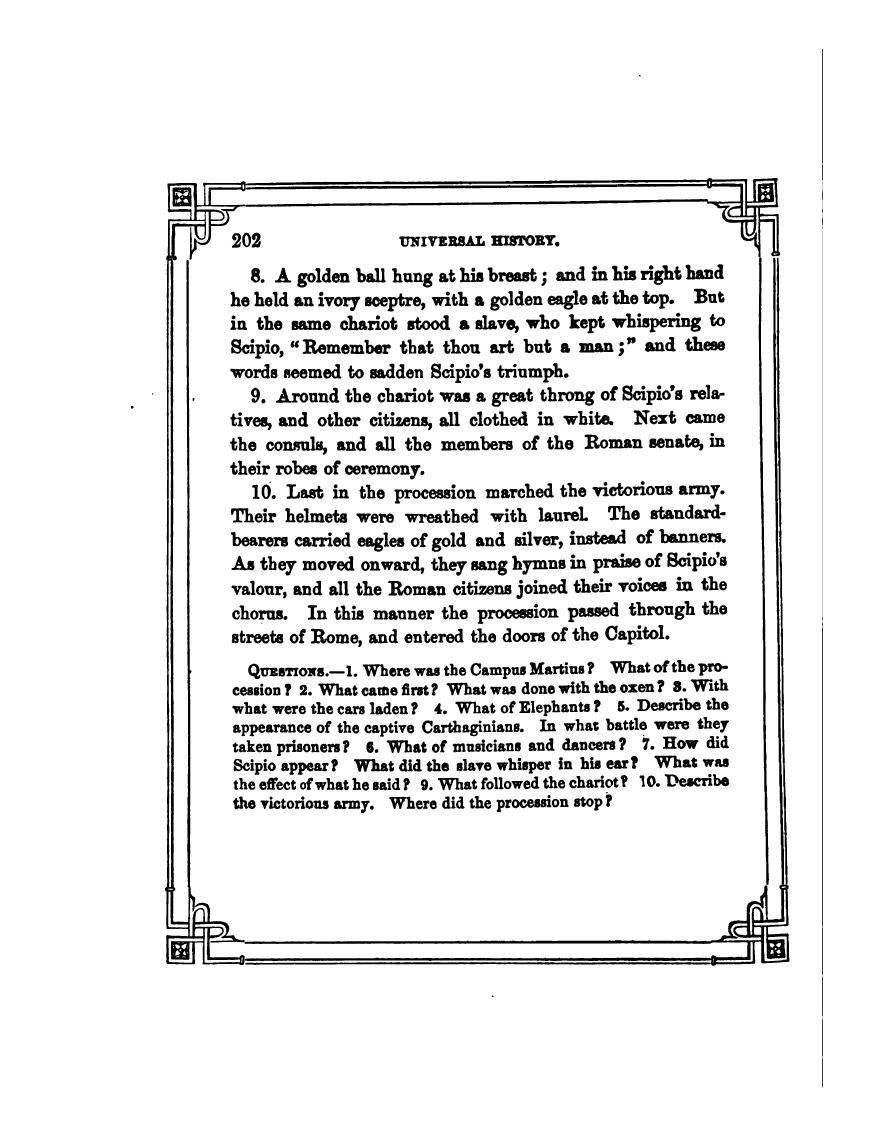 202 UNIVERSAL HISTORY.
8. A golden ball hung at his breast; and in his right hand
he held an ivory sceptre, with a golden eagle at the top. But
in the same chariot stood a slave, who kept whispering to
Scipio, "Remember that thou art but a man;" and these
words seemed to sadden Scipio's triumph.
9. Around the chariot was a great throng of Scipio's rela-
tives, and other citizens, all clothed in white. Next came
the consuls, and all the members of the Roman senate, in
their robes of ceremony.
10. Last in the procession marched the victorious army.
Their helmets were wreathed with laurel. The standard-
bearers carried eagles of gold and silver, instead of banners.
As they moved onward, they sang hymns in praise of Scipio's
valour, and all the Roman citizens joined their voices in the
chorus. In this manner the procession passed through the
streets of Rome, and entered the doors of the Capitol.
QUESTIONS.—1. Where was the Campus Martius? What of the pro-
cession? 2. What came first? What was done with the oxen? 3. With
what were the cars laden? 4. What of Elephants? 5. Describe the
appearance of the captive Carthaginians. In what battle were they
taken prisoners? 6. What of musicians and dancers? 7. How did
Scipio appear? What did the slave whisper in his ear? What was
the effect of what he said? 9. What followed the chariot? 10. Describe
the victorious army. Where did the procession stop?